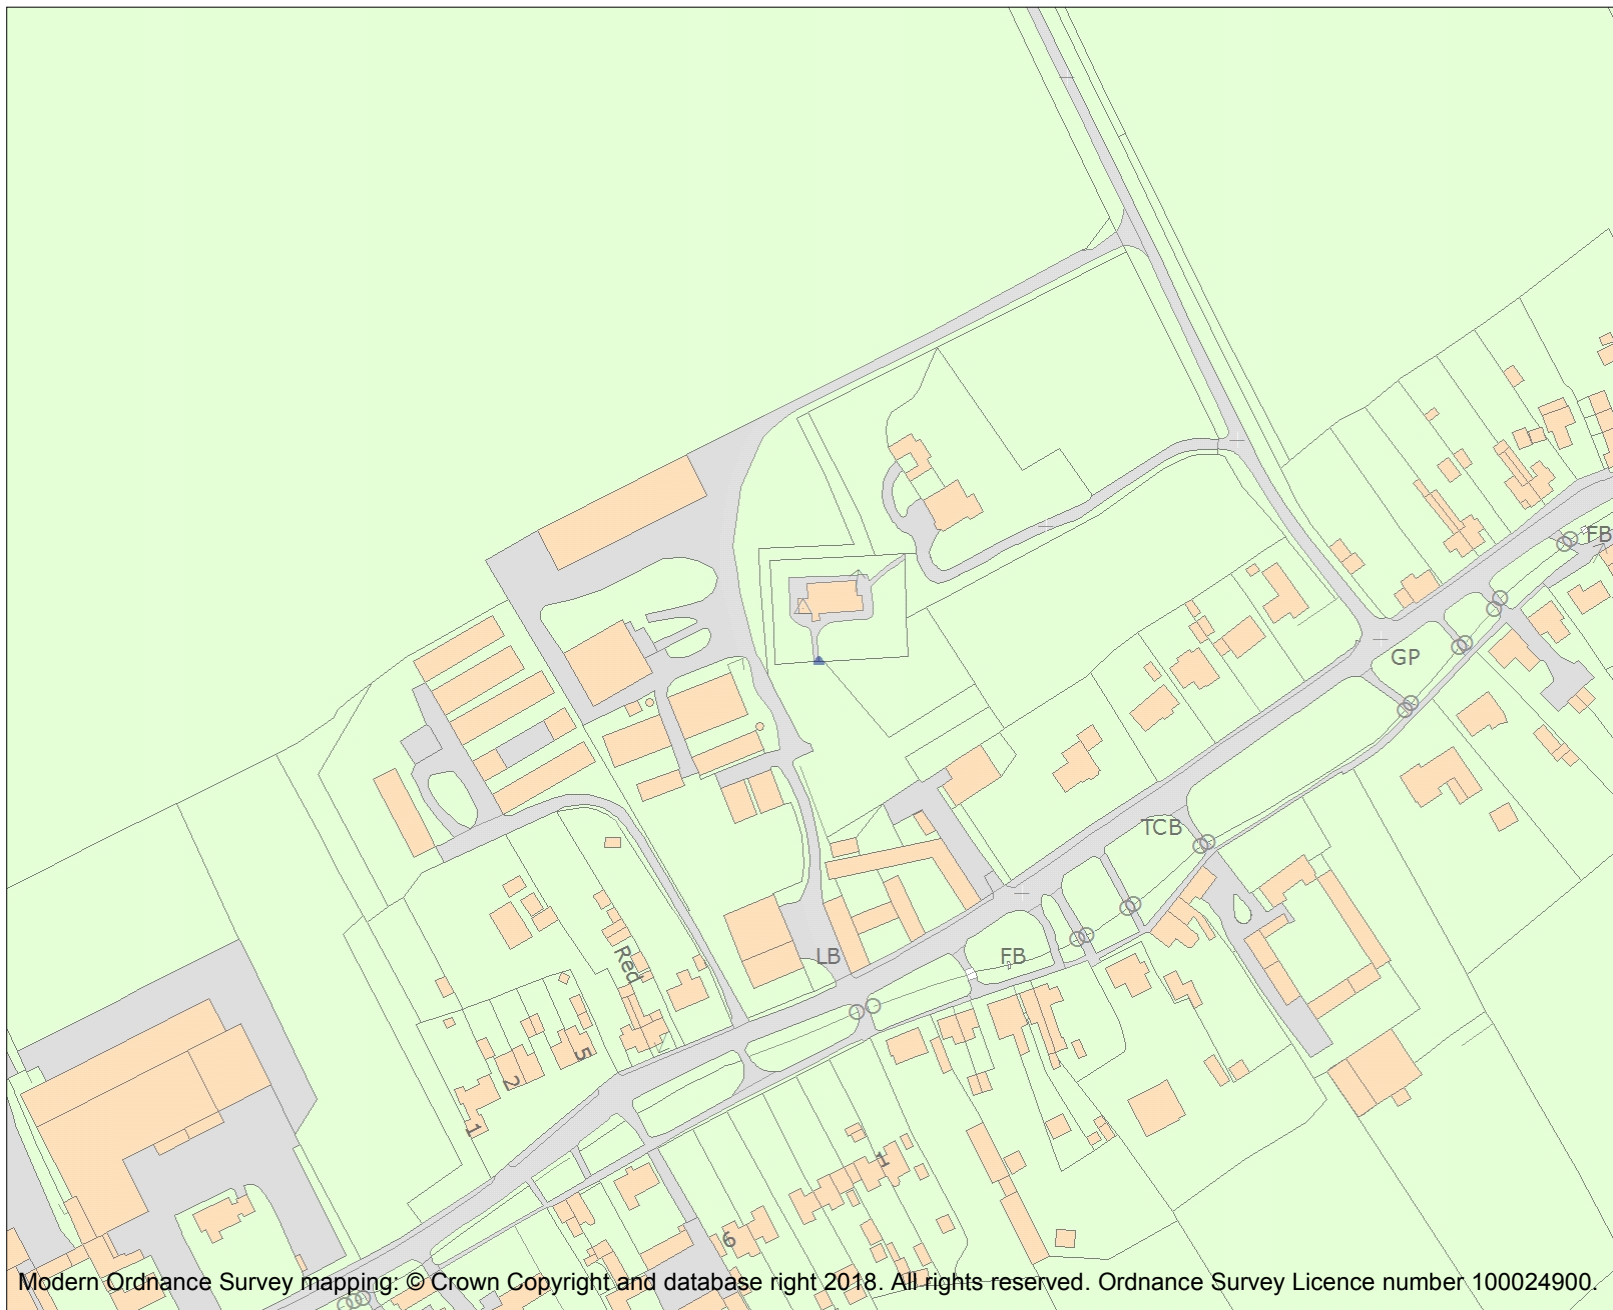 FB
GP
TCB
LB
FB
Red
5
2
1
1
6
Modern Ordnance Survey mapping: © Crown Copyright and database right 2018. All rights reserved. Ordnance Survey Licence number 100024900.